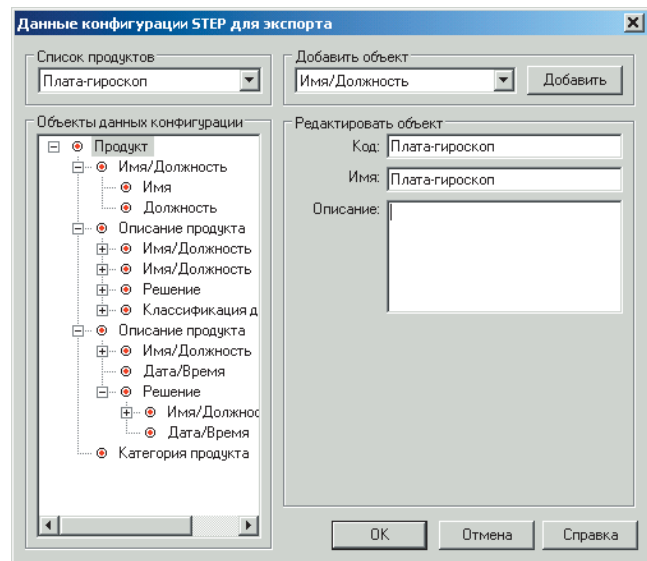 Данные конфигурации STEP для экспорта
Список продуктов
Плата-гироскоп
Добавить объект
Имя/Должность
Добавить
Объекты данных конфигурации
Продукт
Имя/Должность
Имя
Должность
Описание продукта
Имя/Должность
Имя/Должность
Решение
Классификация д
Описание продукта
Имя/Должность
Дата/Время
Решение
Имя/Должнос
Дата/Время
Категория продукта
Редактировать объект
Код: Плата-гироскоп
Имя: Плата-гироскоп
Описание:
OK Отмена Справка